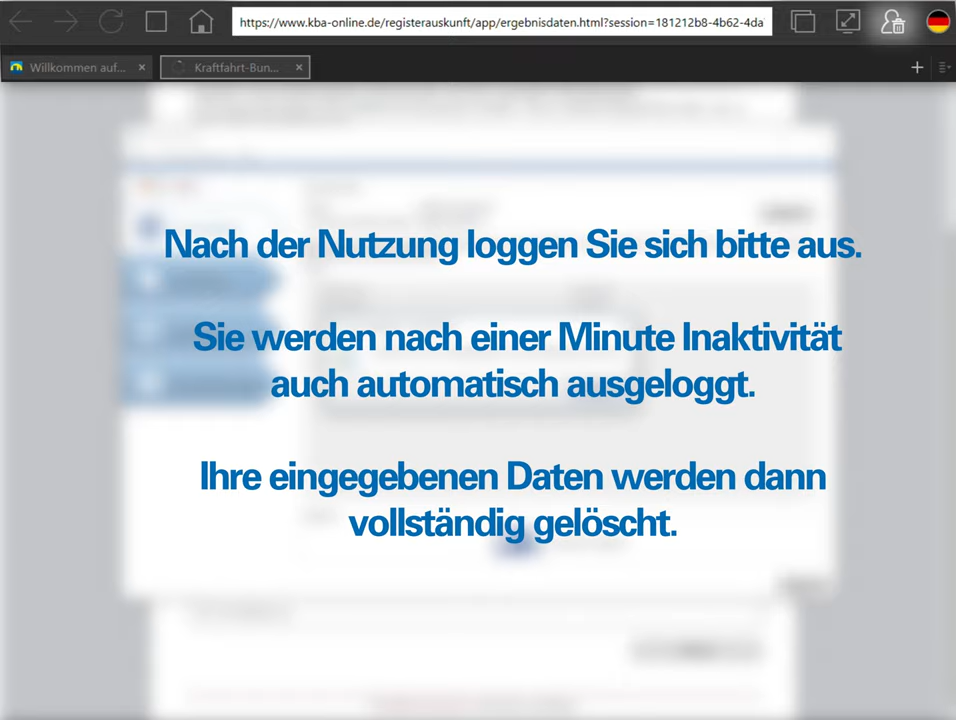 https://www.kba-online.de/registerauskunft/app/ergebnisdaten.html?session=181212b8-4b62-4da
Willkommen auf...
Kraftfahrt-Bun...
Nach der Nutzung loggen Sie sich bitte aus.
Sie werden nach einer Minute Inaktivität
auch automatisch ausgeloggt.
Ihre eingegebenen Daten werden dann
vollständig gelöscht.